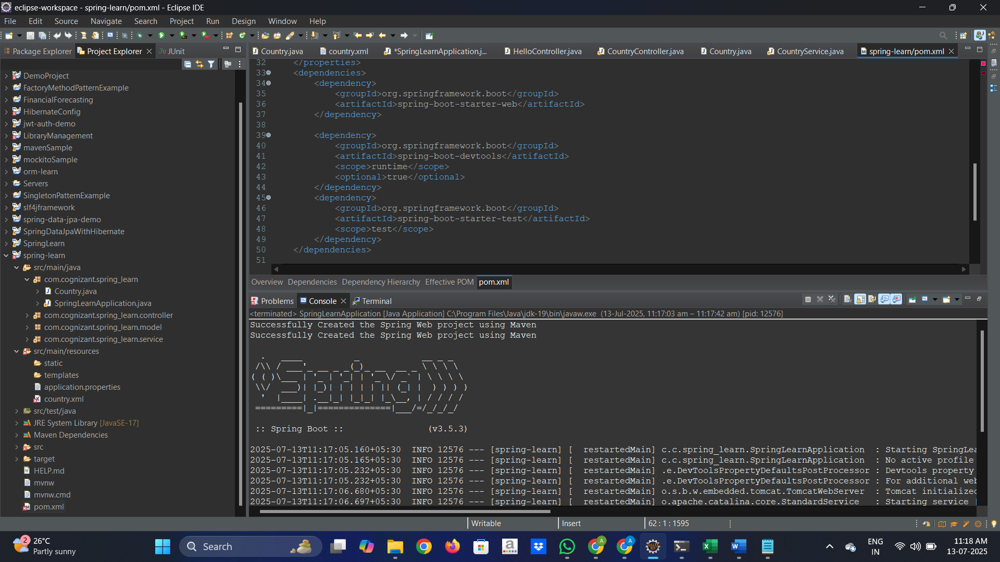 eclipse-workspace - spring-learn/pom.xml - Eclipse IDE
File Edit Source Navigate Search Project Run Design Window Help
Package Explorer Project Explorer JUnit
Country.java country.xml *SpringLearnApplication.j... HelloController.java CountryController.java Country.java CountryService.java spring-learn/pom.xml
DemoProject
FactoryMethodPatternExample
FinancialForecasting
HibernateConfig
jwt-auth-demo
LibraryManagement
mavenSample
mockitoSample
orm-learn
Servers
SingletonPatternExample
slf4jframework
spring-data-jpa-demo
SpringDataJpaWithHibernate
SpringLearn
spring-learn
src/main/java
com.cognizant.spring_learn
Country.java
SpringLearnApplication.java
com.cognizant.spring_learn.controller
com.cognizant.spring_learn.model
com.cognizant.spring_learn.service
src/main/resources
static
templates
application.properties
country.xml
src/test/java
JRE System Library [JavaSE-17]
Maven Dependencies
src
target
HELP.md
mvnw
mvnw.cmd
pom.xml
32 </properties>
33 <dependencies>
34 <dependency>
35 <groupId>org.springframework.boot</groupId>
36 <artifactId>spring-boot-starter-web</artifactId>
37 </dependency>
38
39 <dependency>
40 <groupId>org.springframework.boot</groupId>
41 <artifactId>spring-boot-devtools</artifactId>
42 <scope>runtime</scope>
43 <optional>true</optional>
44 </dependency>
45 <dependency>
46 <groupId>org.springframework.boot</groupId>
47 <artifactId>spring-boot-starter-test</artifactId>
48 <scope>test</scope>
49 </dependency>
50 </dependencies>
51
Overview Dependencies Dependency Hierarchy Effective POM pom.xml
Problems Console Terminal
<terminated> SpringLearnApplication [Java Application] C:\Program Files\Java\jdk-19\bin\javaw.exe (13-Jul-2025, 11:17:03 am – 11:17:42 am) [pid: 12576]
Successfully Created the Spring Web project using Maven
Successfully Created the Spring Web project using Maven
Spring
:: Spring Boot :: (v3.5.3)
2025-07-13T11:17:05.160+05:30 INFO 12576 --- [spring-learn] [ restartedMain] c.c.spring_learn.SpringLearnApplication : Starting SpringLea
2025-07-13T11:17:05.165+05:30 INFO 12576 --- [spring-learn] [ restartedMain] c.c.spring_learn.SpringLearnApplication : No active profile
2025-07-13T11:17:05.232+05:30 INFO 12576 --- [spring-learn] [ restartedMain] .e.DevToolsPropertyDefaultsPostProcessor : Devtools property
2025-07-13T11:17:05.232+05:30 INFO 12576 --- [spring-learn] [ restartedMain] .e.DevToolsPropertyDefaultsPostProcessor : For additional web
2025-07-13T11:17:06.680+05:30 INFO 12576 --- [spring-learn] [ restartedMain] o.s.b.w.embedded.tomcat.TomcatWebServer : Tomcat initialized
2025-07-13T11:17:06.697+05:30 INFO 12576 --- [spring-learn] [ restartedMain] o.apache.catalina.core.StandardService : Starting service
Writable Insert 62 : 1 : 1595
2 26°C
Partly sunny
Search
ENG
IN
11:18 AM
13-07-2025